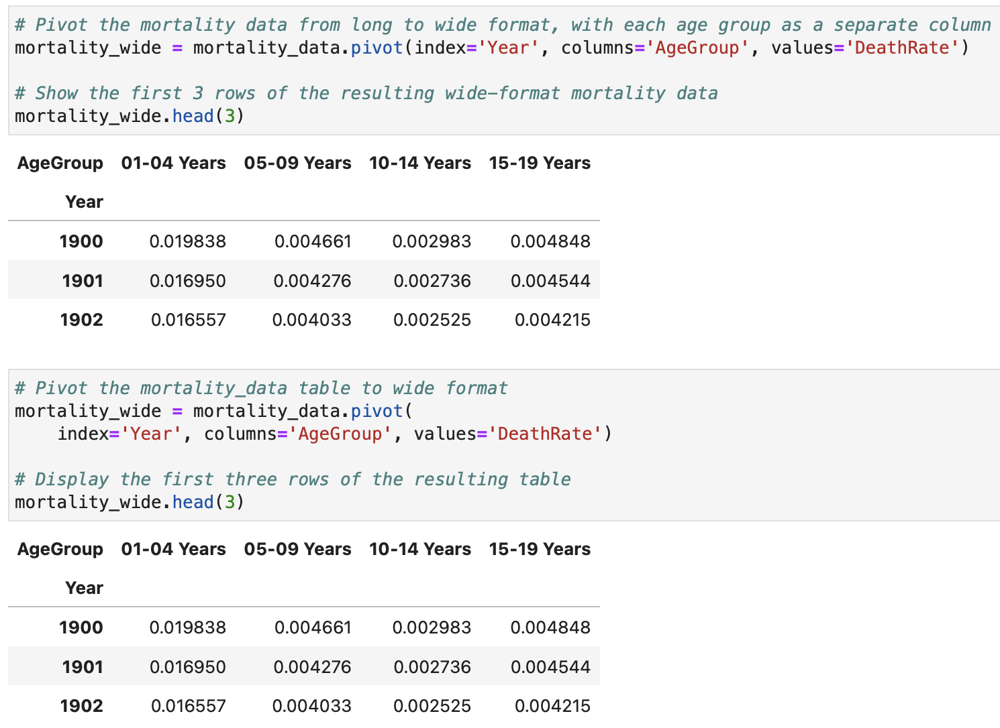 # Pivot the mortality data from long to wide format, with each age group as a separate column
mortality_wide = mortality_data.pivot(index='Year', columns='AgeGroup', values='DeathRate')
# Show the first 3 rows of the resulting wide-format mortality data
mortality_wide.head(3)
AgeGroup 01-04 Years 05-09 Years 10-14 Years 15-19 Years
Year
1900 0.019838 0.004661 0.002983 0.004848
1901 0.016950 0.004276 0.002736 0.004544
1902 0.016557 0.004033 0.002525 0.004215
# Pivot the mortality_data table to wide format
mortality_wide = mortality_data.pivot(
    index='Year', columns='AgeGroup', values='DeathRate')
# Display the first three rows of the resulting table
mortality_wide.head(3)
AgeGroup 01-04 Years 05-09 Years 10-14 Years 15-19 Years
Year
1900 0.019838 0.004661 0.002983 0.004848
1901 0.016950 0.004276 0.002736 0.004544
1902 0.016557 0.004033 0.002525 0.004215